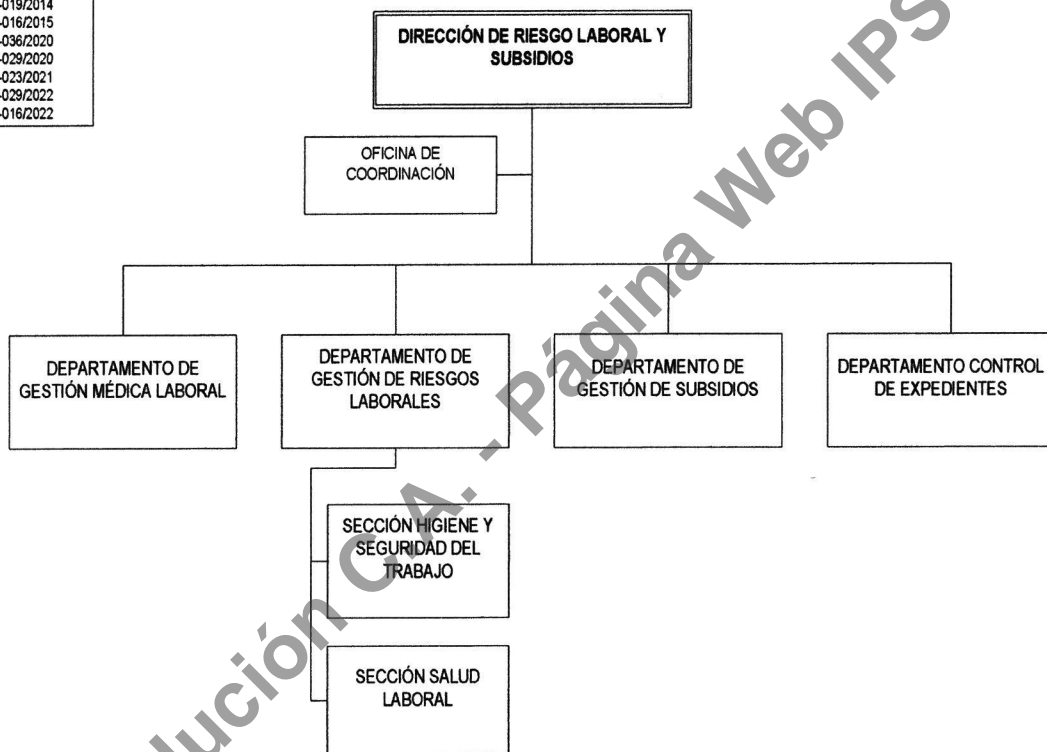 -019/2014
-016/2015
-036/2020
-029/2020
-023/2021
-029/2022
-016/2022
DIRECCIÓN DE RIESGO LABORAL Y
SUBSIDIOS
OFICINA DE
COORDINACIÓN
DEPARTAMENTO DE
GESTIÓN MÉDICA LABORAL
DEPARTAMENTO DE
GESTIÓN DE RIESGOS
LABORALES
DEPARTAMENTO DE
GESTIÓN DE SUBSIDIOS
DEPARTAMENTO CONTROL
DE EXPEDIENTES
SECCIÓN HIGIENE Y
SEGURIDAD DEL
TRABAJO
SECCIÓN SALUD
LABORAL
lución C.A. - Página Web IPS